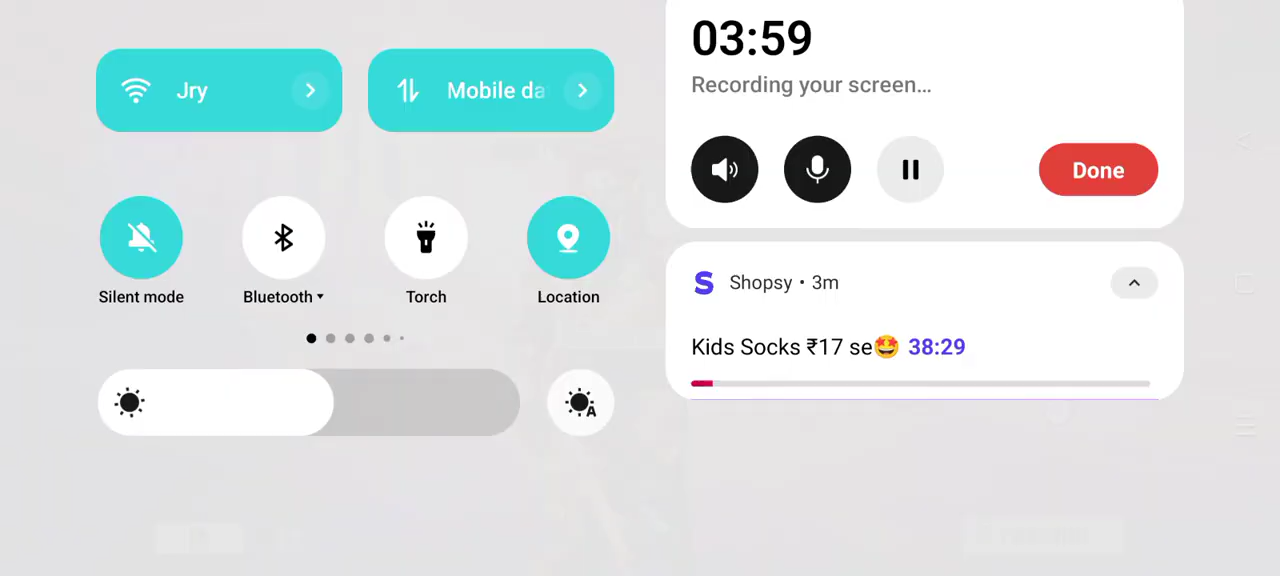 Jry
Mobile da
Silent mode
Bluetooth
Torch
Location
A
03:59
Recording your screen...
Done
S Shopsy • 3m
Kids Socks ₹17 se🤩 38:29